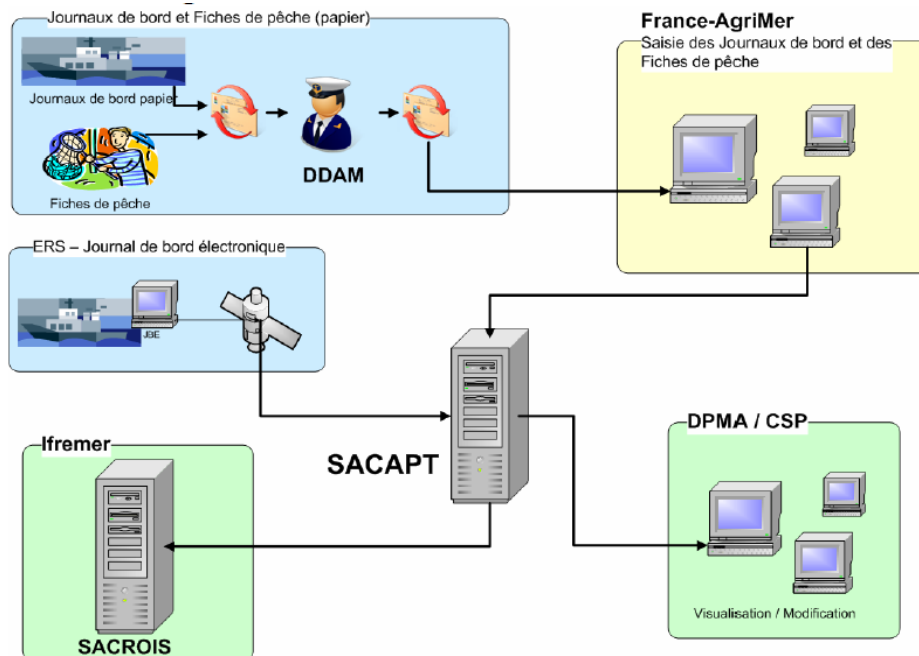 Journaux de bord et Fiches de pêche (papier)
Journaux de bord papier
Fiches de pêche
DDAM
France-AgriMer
Saisie des Journaux de bord et des
Fiches de pêche
ERS – Journal de bord électronique
JBE
SACAPT
Ifremer
SACROIS
DPMA / CSP
Visualisation / Modification